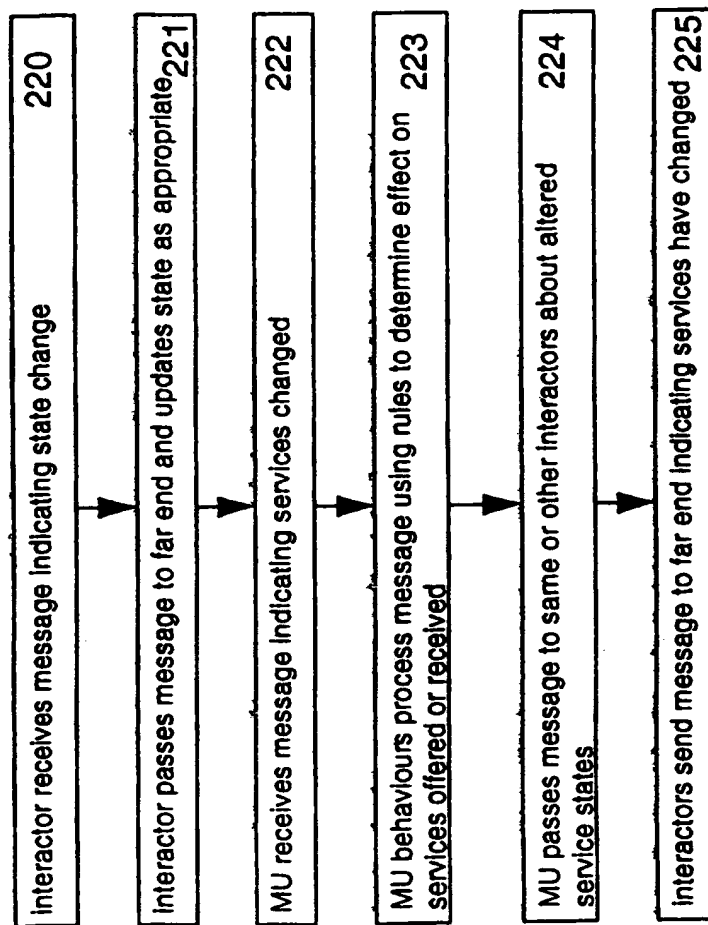 interactor receives message indicating state change 220
interactor passes message to far end and updates state as appropriate 221
MU receives message indicating services changed 222
MU behaviours process message using rules to determine effect on 223
services offered or received
MU passes message to same or other interactors about altered 224
service states
interactors send message to far end indicating services have changed 225